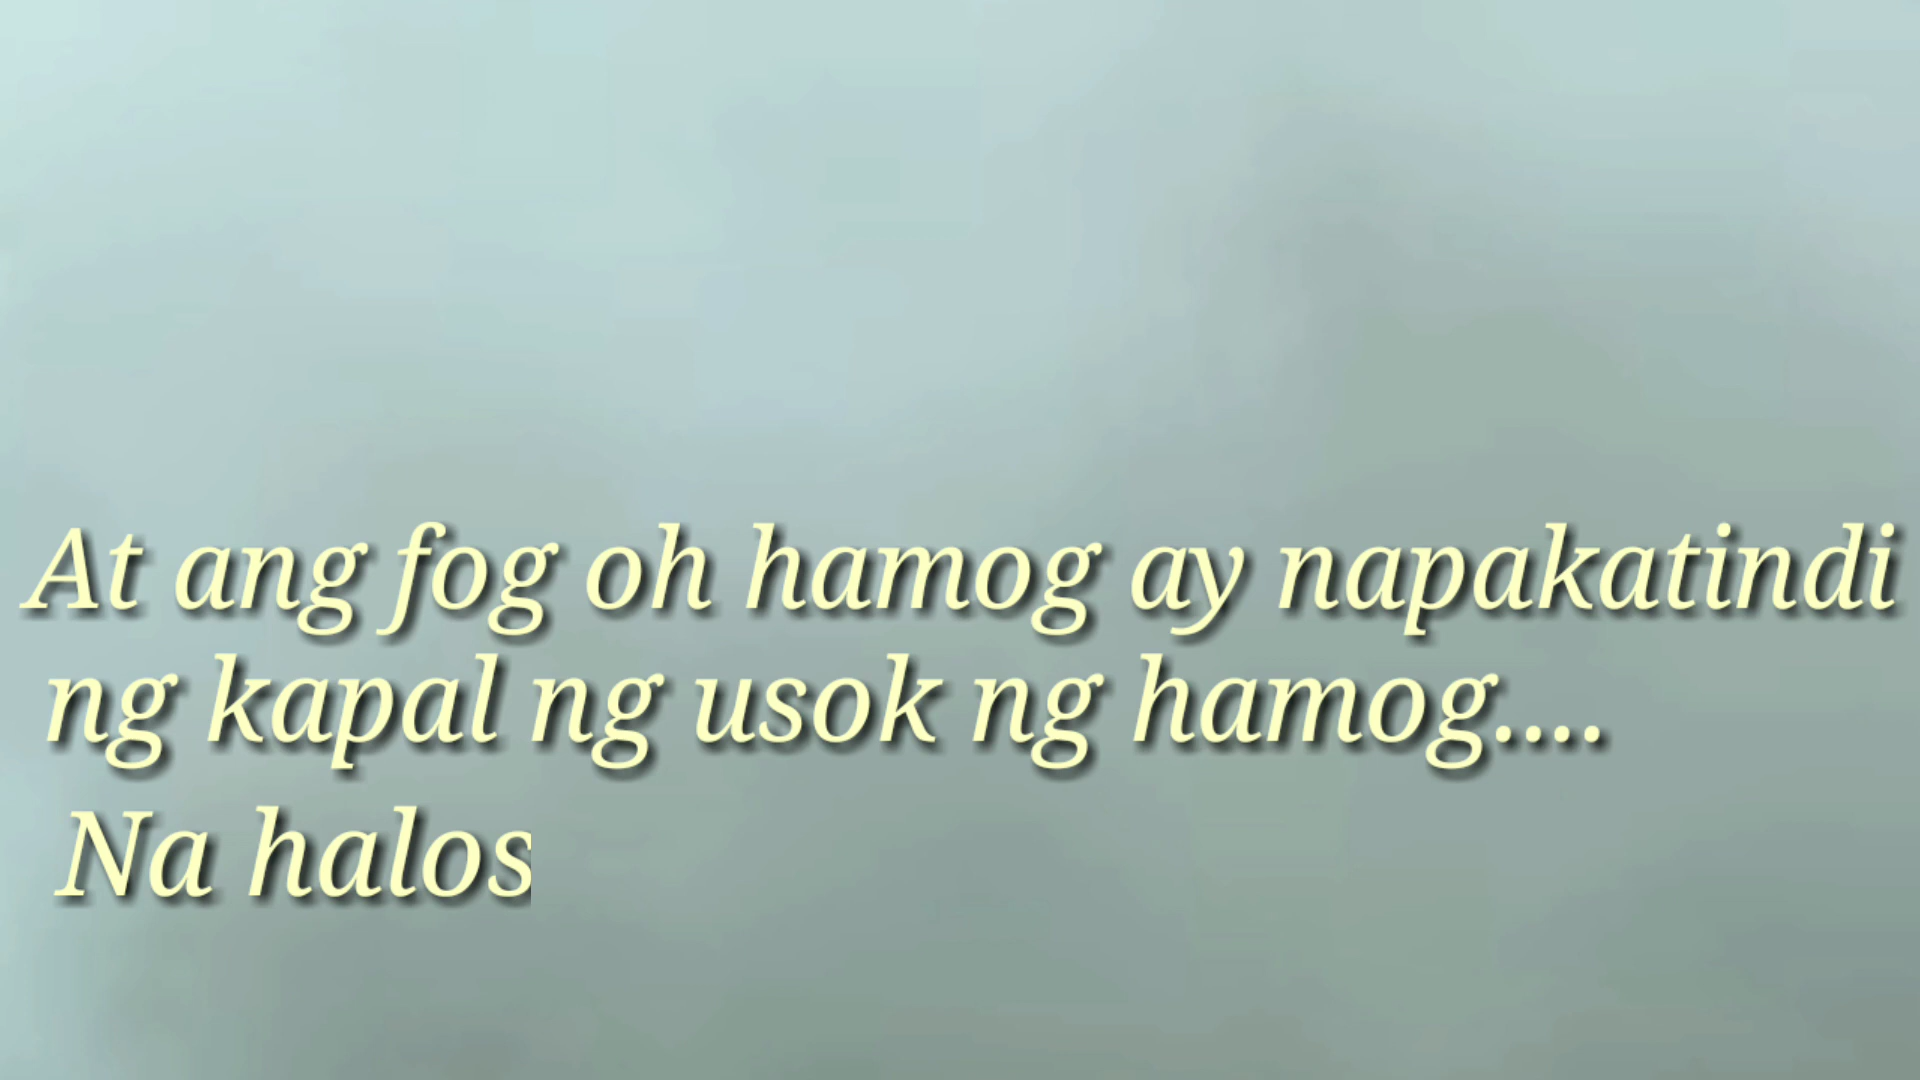 At ang fog oh hamog ay napakatindi
ng kapal ng usok ng hamog....
Na halos